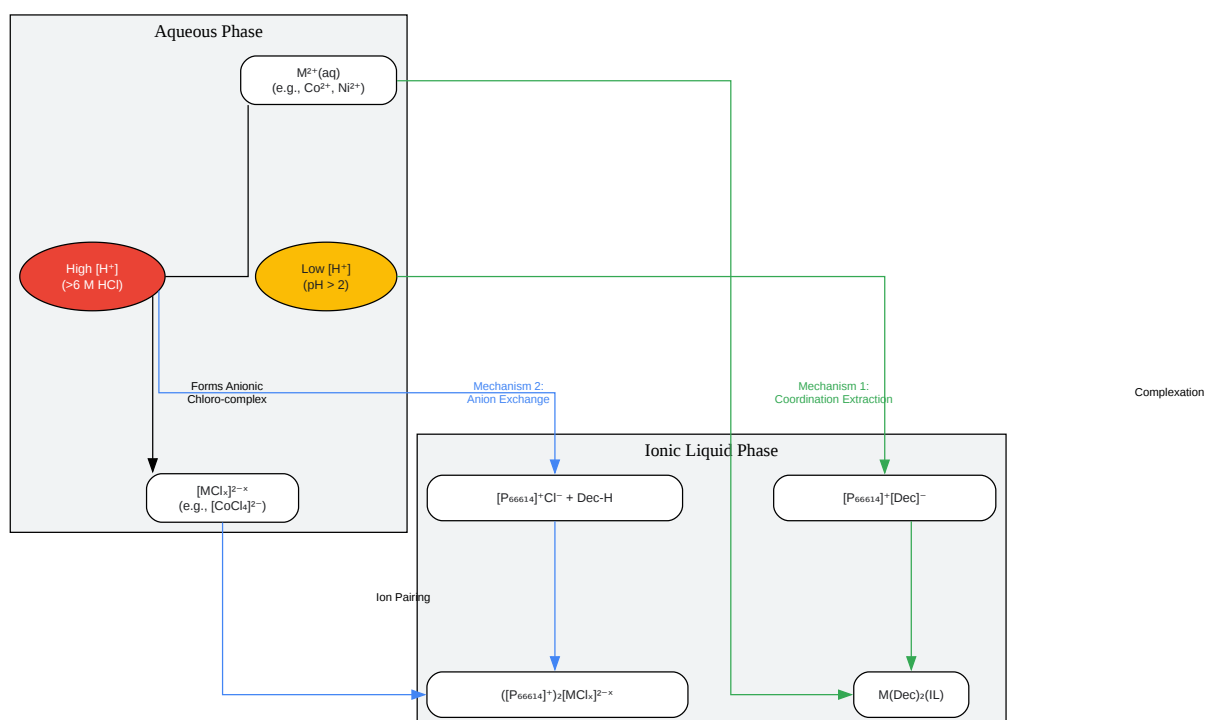 Aqueous Phase
M²⁺(aq)
(e.g., Co²⁺, Ni²⁺)
High [H⁺]
(>6 M HCl)
Low [H⁺]
(pH > 2)
Forms Anionic
Chloro-complex
Mechanism 2:
Anion Exchange
Mechanism 1:
Coordination Extraction
Complexation
Ionic Liquid Phase
[MClₓ]²⁻ˣ
(e.g., [CoCl₄]²⁻)
[P₆₆₆₁₄]⁺Cl⁻ + Dec-H
[P₆₆₆₁₄]⁺[Dec]⁻
Ion Pairing
([P₆₆₆₁₄]⁺)₂[MClₓ]²⁻ˣ
M(Dec)₂(IL)